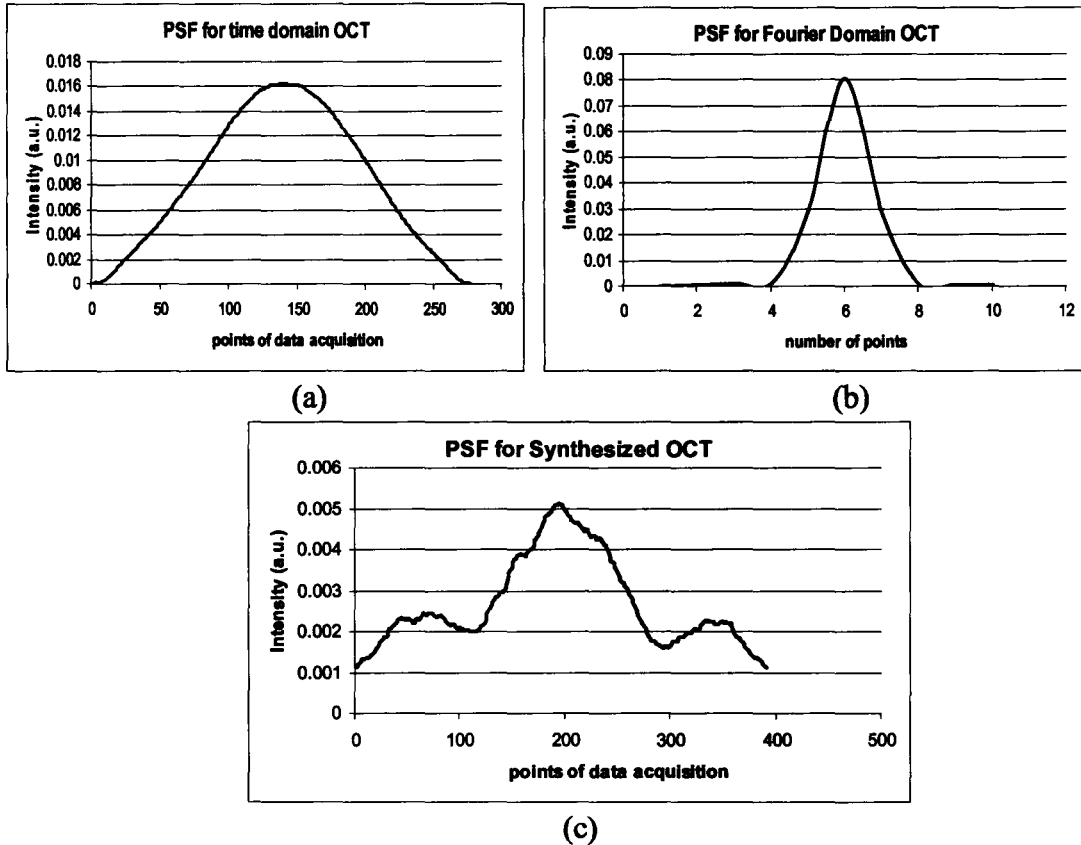 PSF for time domain OCT
0.018
0.016
0.014
0.012
0.01
0.008
0.006
0.004
0.002
0
Intensity (a.u.)
0 50 100 150 200 250 300
points of data acquisition
(a)
PSF for Fourier Domain OCT
0.09
0.08
0.07
0.06
0.05
0.04
0.03
0.02
0.01
0
Intensity (a.u.)
0 2 4 6 8 10 12
number of points
(b)
PSF for Synthesized OCT
0.006
0.005
0.004
0.003
0.002
0.001
0
Intensity (a.u.)
0 100 200 300 400 500
points of data acquisition
(c)